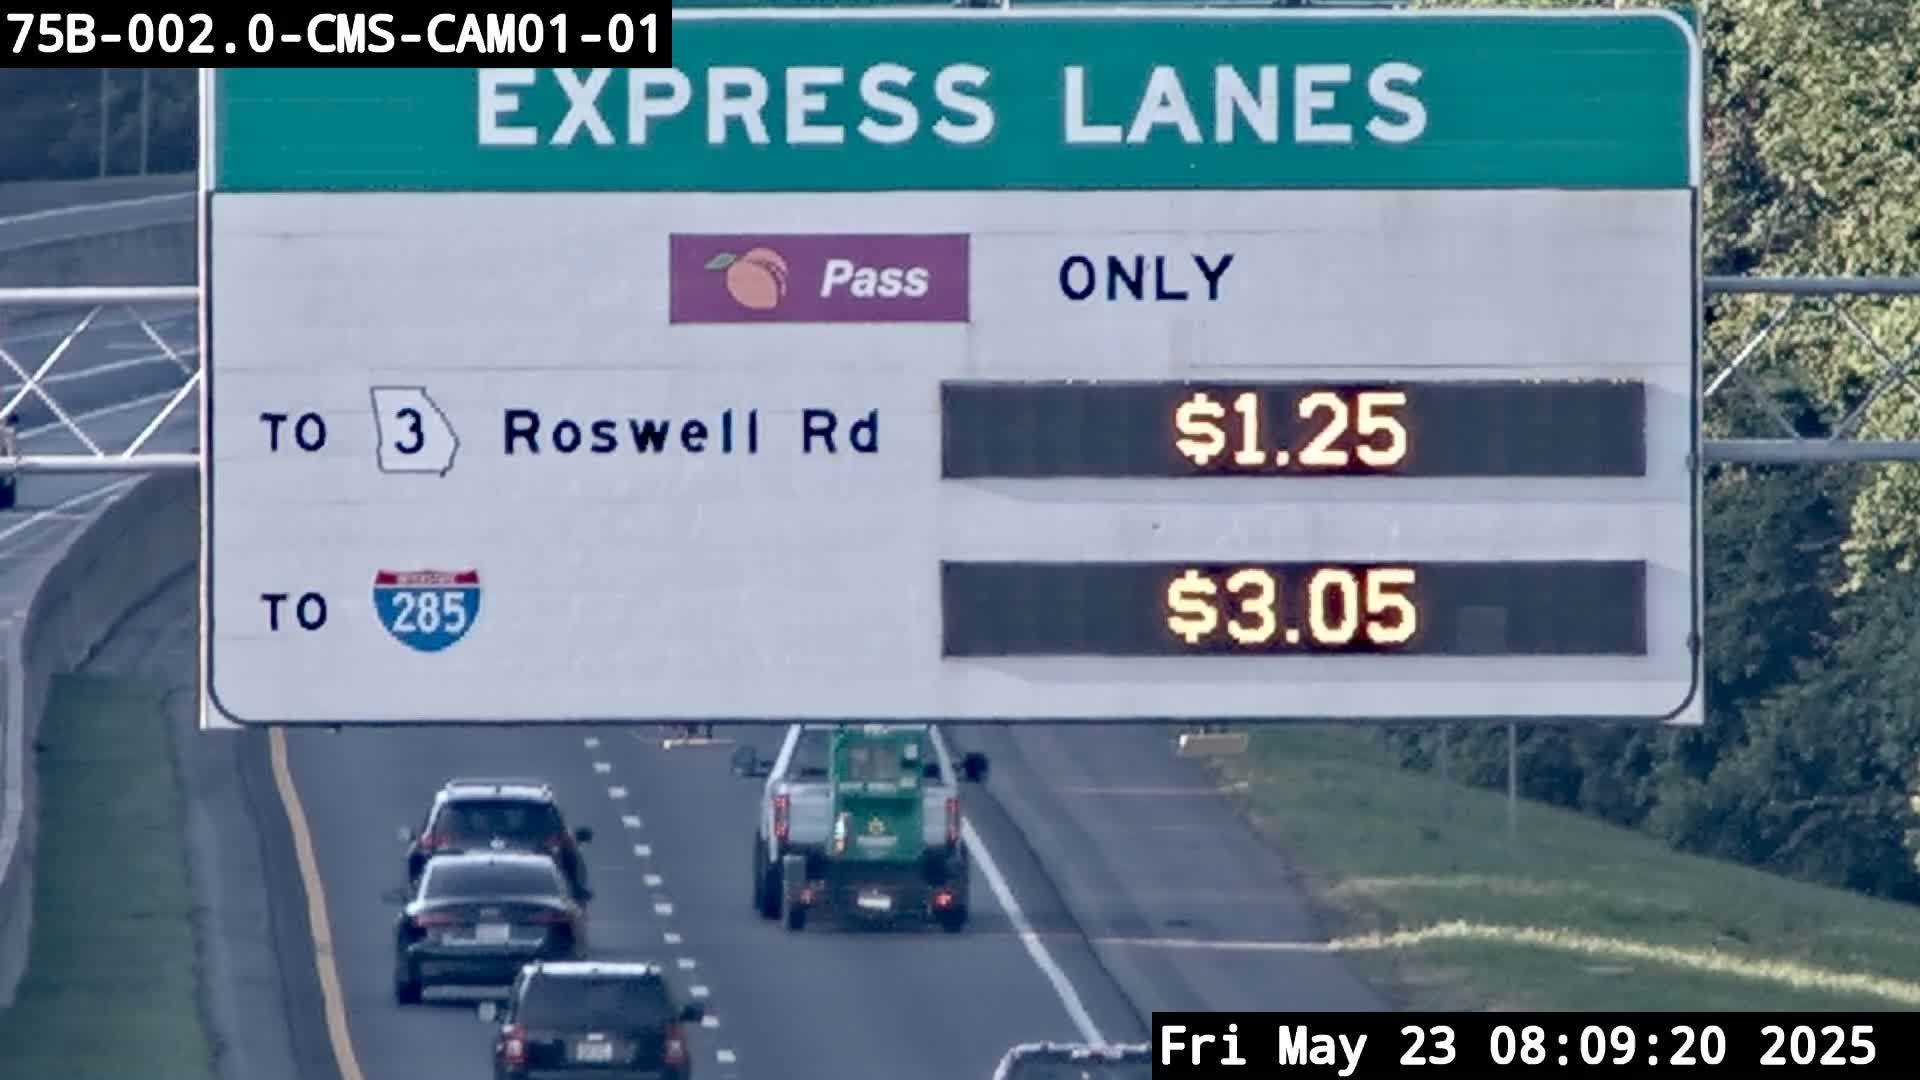 75B-002.0-CMS-CAM01-01
EXPRESS LANES
Pass ONLY
TO 3 Roswell Rd $1.25
TO 285 $3.05
Fri May 23 08:09:20 2025